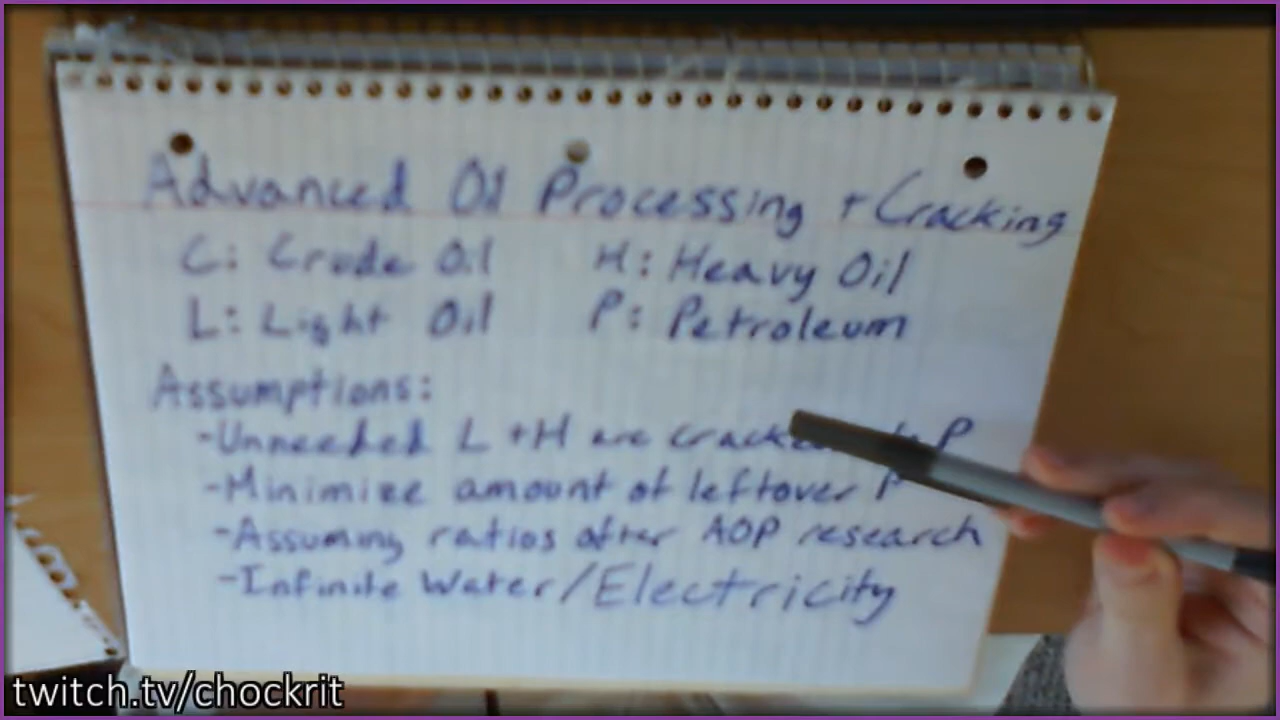 Advanced Oil Processing + Cracking
C: Crude Oil H: Heavy Oil
L: Light Oil P: Petroleum
Assumptions:
-Unneeded L + H are P
-Minimize amount of leftover P
-Assuming ratios after AOP research
-Infinite Water/Electricity
twitch.tv/chockrit